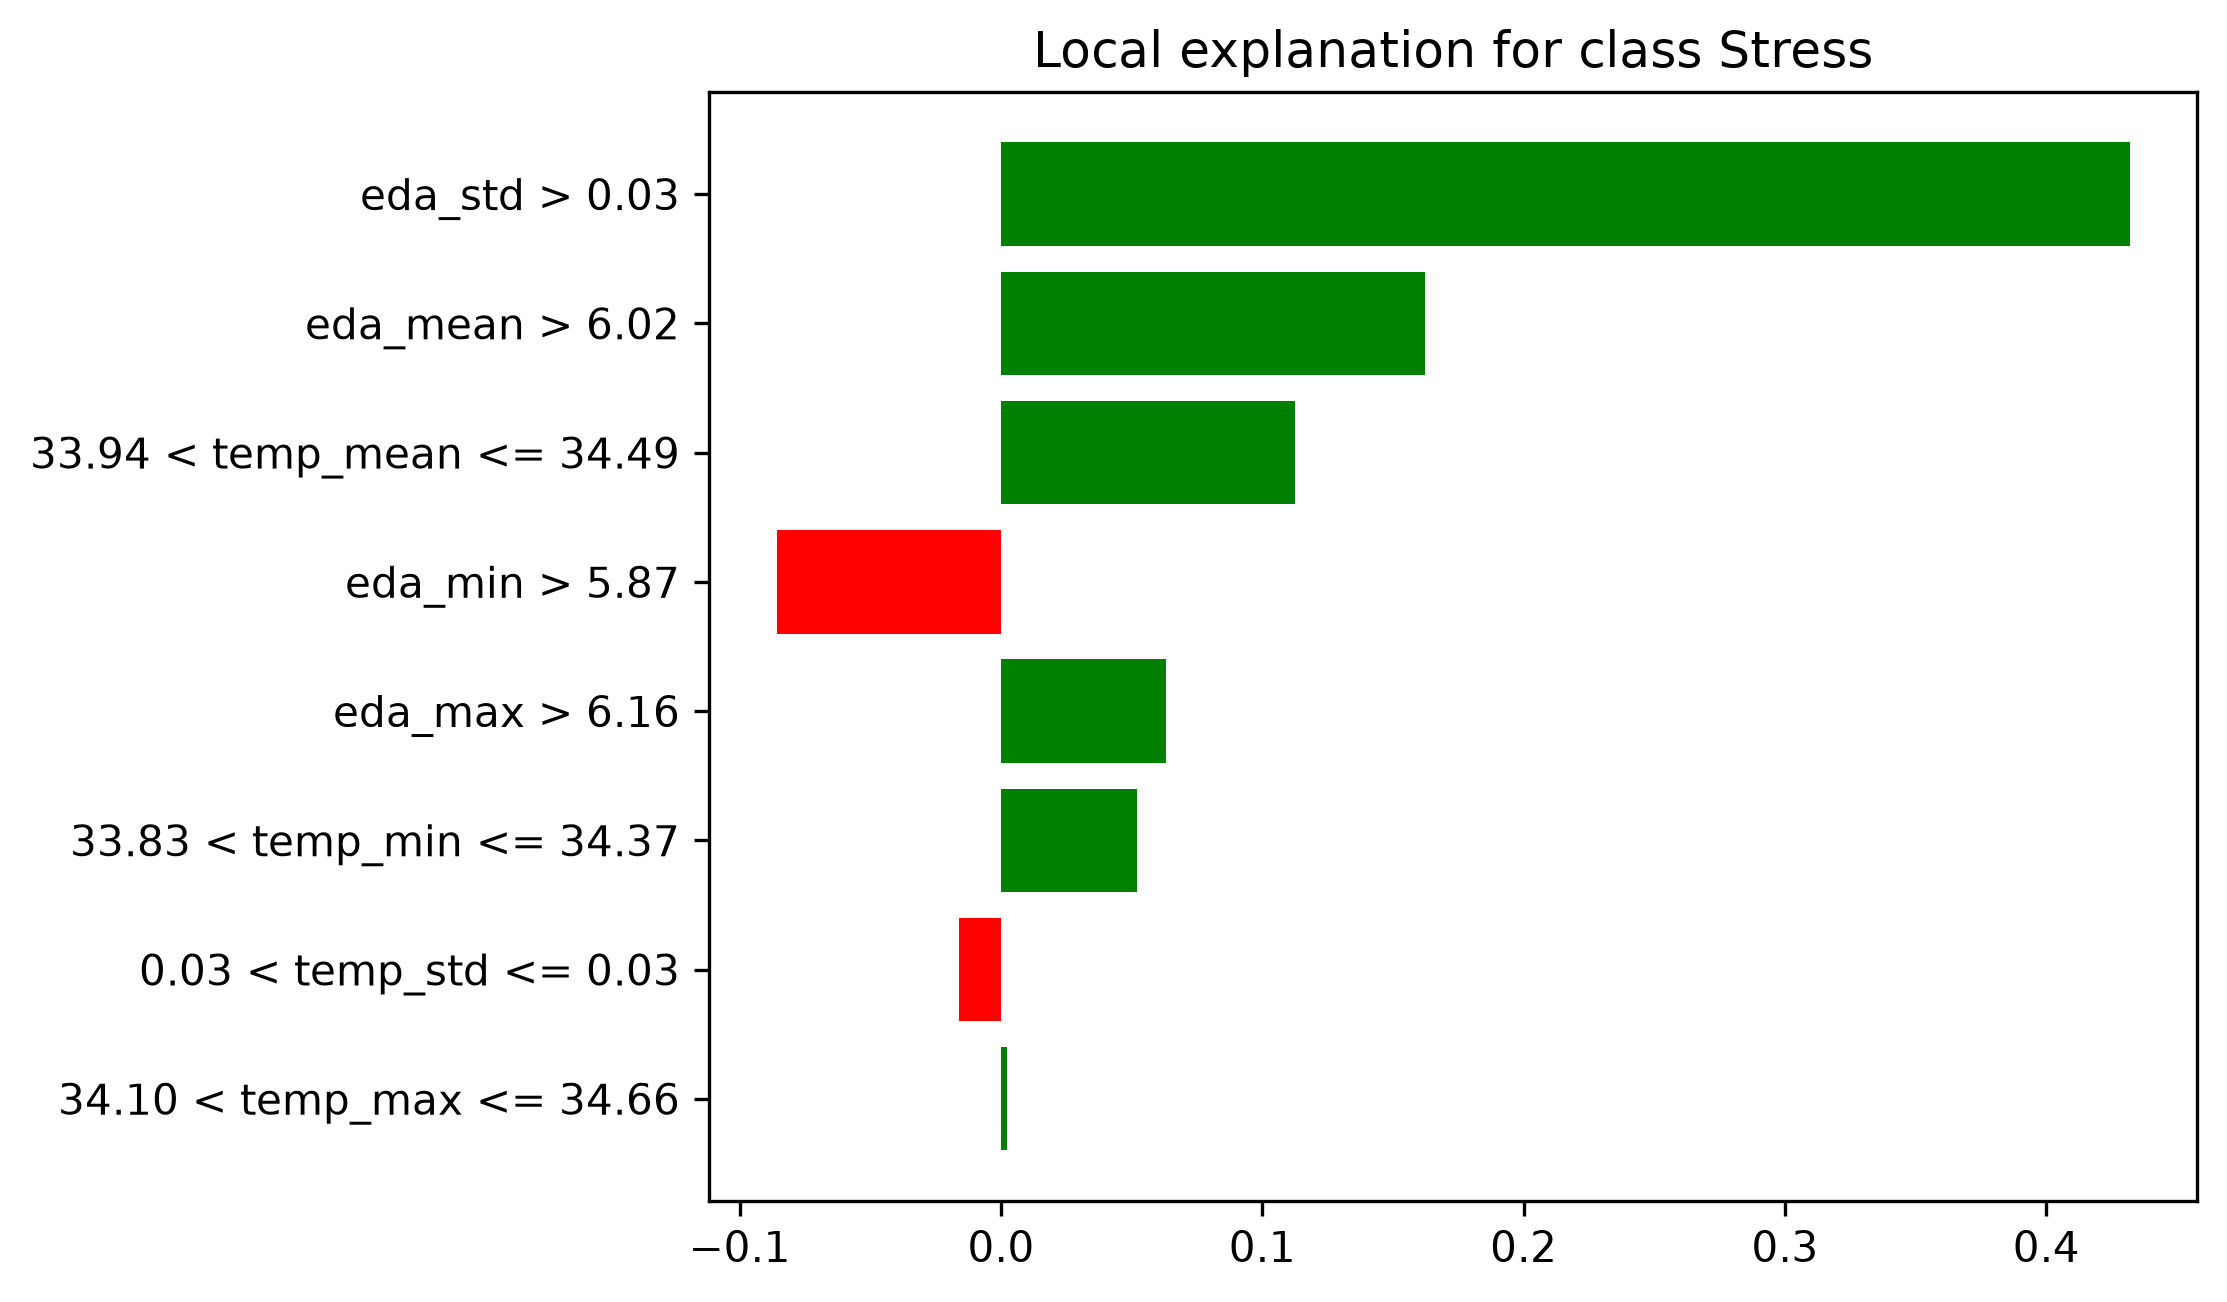 Local explanation for class Stress
eda_std > 0.03
eda_mean > 6.02
33.94 < temp_mean <= 34.49
eda_min > 5.87
eda_max > 6.16
33.83 < temp_min <= 34.37
0.03 < temp_std <= 0.03
34.10 < temp_max <= 34.66
−0.1 0.0 0.1 0.2 0.3 0.4